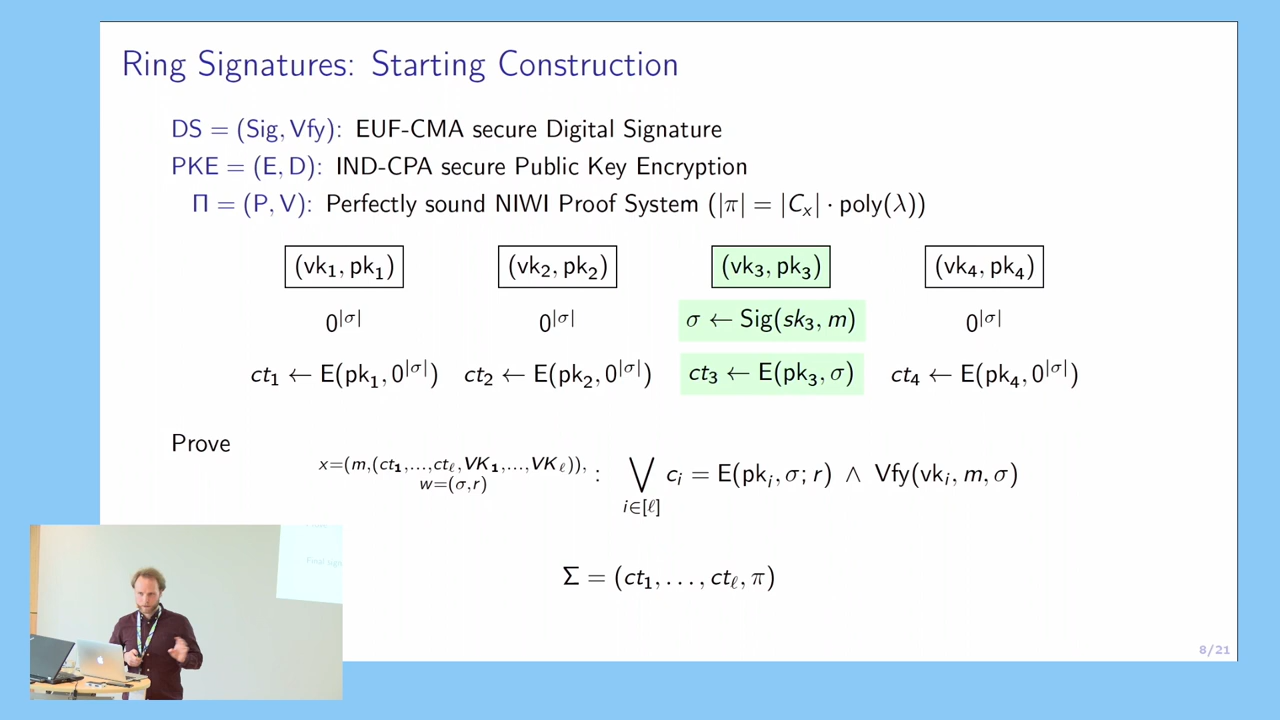 Ring Signatures: Starting Construction
DS = (Sig, Vfy): EUF-CMA secure Digital Signature
PKE = (E, D): IND-CPA secure Public Key Encryption
Π = (P, V): Perfectly sound NIWI Proof System (|π| = |Cₓ| · poly(λ))
(vk₁, pk₁) (vk₂, pk₂) (vk₃, pk₃) (vk₄, pk₄)
0^|σ| 0^|σ| σ ← Sig(sk₃, m) 0^|σ|
ct₁ ← E(pk₁, 0^|σ|) ct₂ ← E(pk₂, 0^|σ|) ct₃ ← E(pk₃, σ) ct₄ ← E(pk₄, 0^|σ|)
Prove
x=(m,(ct₁,...,ct_ℓ,VK₁,...,VK_ℓ)),
w=(σ,r) : ⋁_{i∈[ℓ]} c_i = E(pk_i, σ; r) ∧ Vfy(vk_i, m, σ)
Σ = (ct₁, . . . , ct_ℓ, π)
8/21